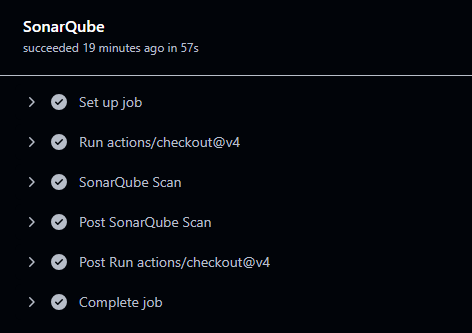 SonarQube
succeeded 19 minutes ago in 57s
Set up job
Run actions/checkout@v4
SonarQube Scan
Post SonarQube Scan
Post Run actions/checkout@v4
Complete job